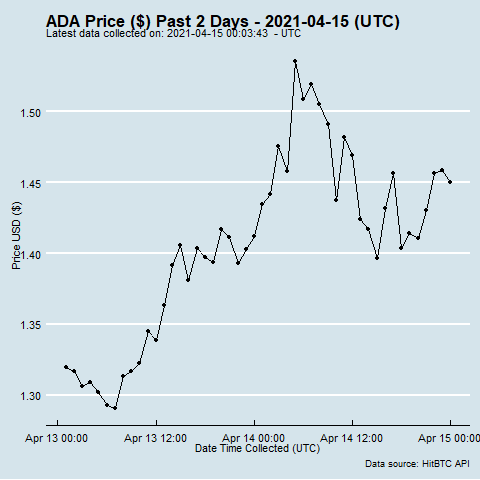 ADA Price ($) Past 2 Days - 2021-04-15 (UTC)
Latest data collected on: 2021-04-15 00:03:43 - UTC
1.50
1.45
1.40
1.35
1.30
Price USD ($)
Apr 13 00:00
Apr 13 12:00
Apr 14 00:00
Apr 14 12:00
Apr 15 00:00
Date Time Collected (UTC)
Data source: HitBTC API